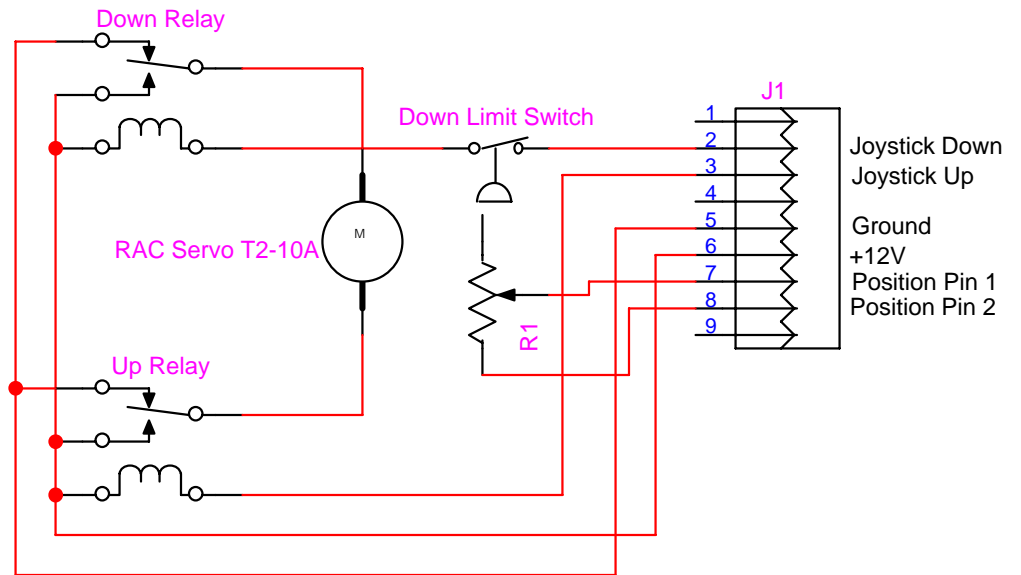 Down Relay
J1
Down Limit Switch
1
2
Joystick Down
3
Joystick Up
4
5
Ground
M
RAC Servo T2-10A
6
+12V
7
Position Pin 1
8
Position Pin 2
9
R1
Up Relay